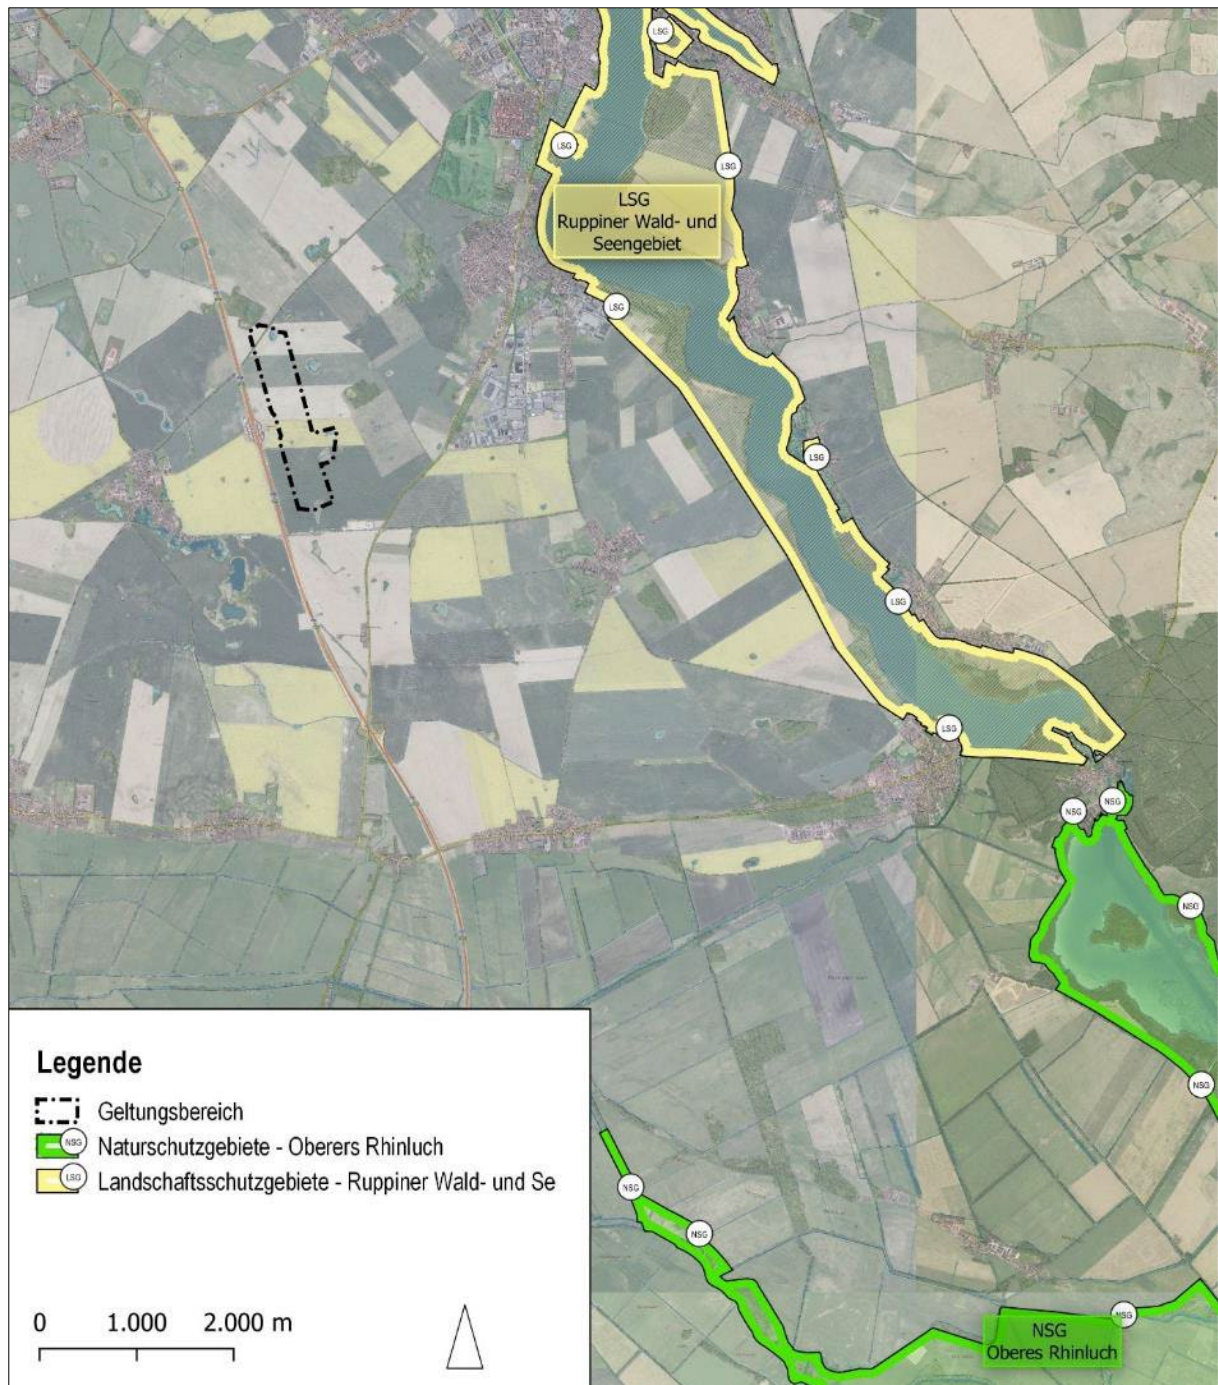 LSG
LSG
LSG
LSG
Ruppiner Wald- und
Seengebiet
LSG
LSG
LSG
LSG
NSG
NSG
NSG
NSG
Legende
Geltungsbereich
NSG
Naturschutzgebiete - Oberers Rhinluch
LSG
Landschaftsschutzgebiete - Ruppiner Wald- und Se
NSG
NSG
NSG
NSG
Oberes Rhinluch
0 1.000 2.000 m